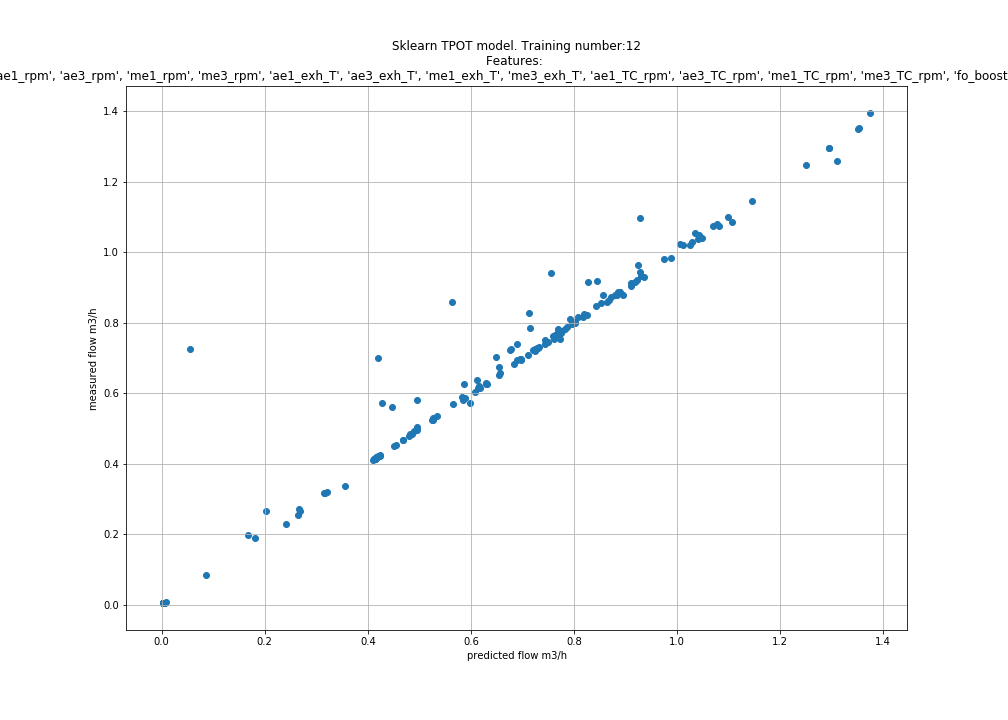 Sklearn TPOT model. Training number:12
Features:
ae1_rpm', 'ae3_rpm', 'me1_rpm', 'me3_rpm', 'ae1_exh_T', 'ae3_exh_T', 'me1_exh_T', 'me3_exh_T', 'ae1_TC_rpm', 'ae3_TC_rpm', 'me1_TC_rpm', 'me3_TC_rpm', 'fo_boost
1.4
1.2
1.0
0.8
0.6
0.4
0.2
0.0
measured flow m3/h
0.0 0.2 0.4 0.6 0.8 1.0 1.2 1.4
predicted flow m3/h